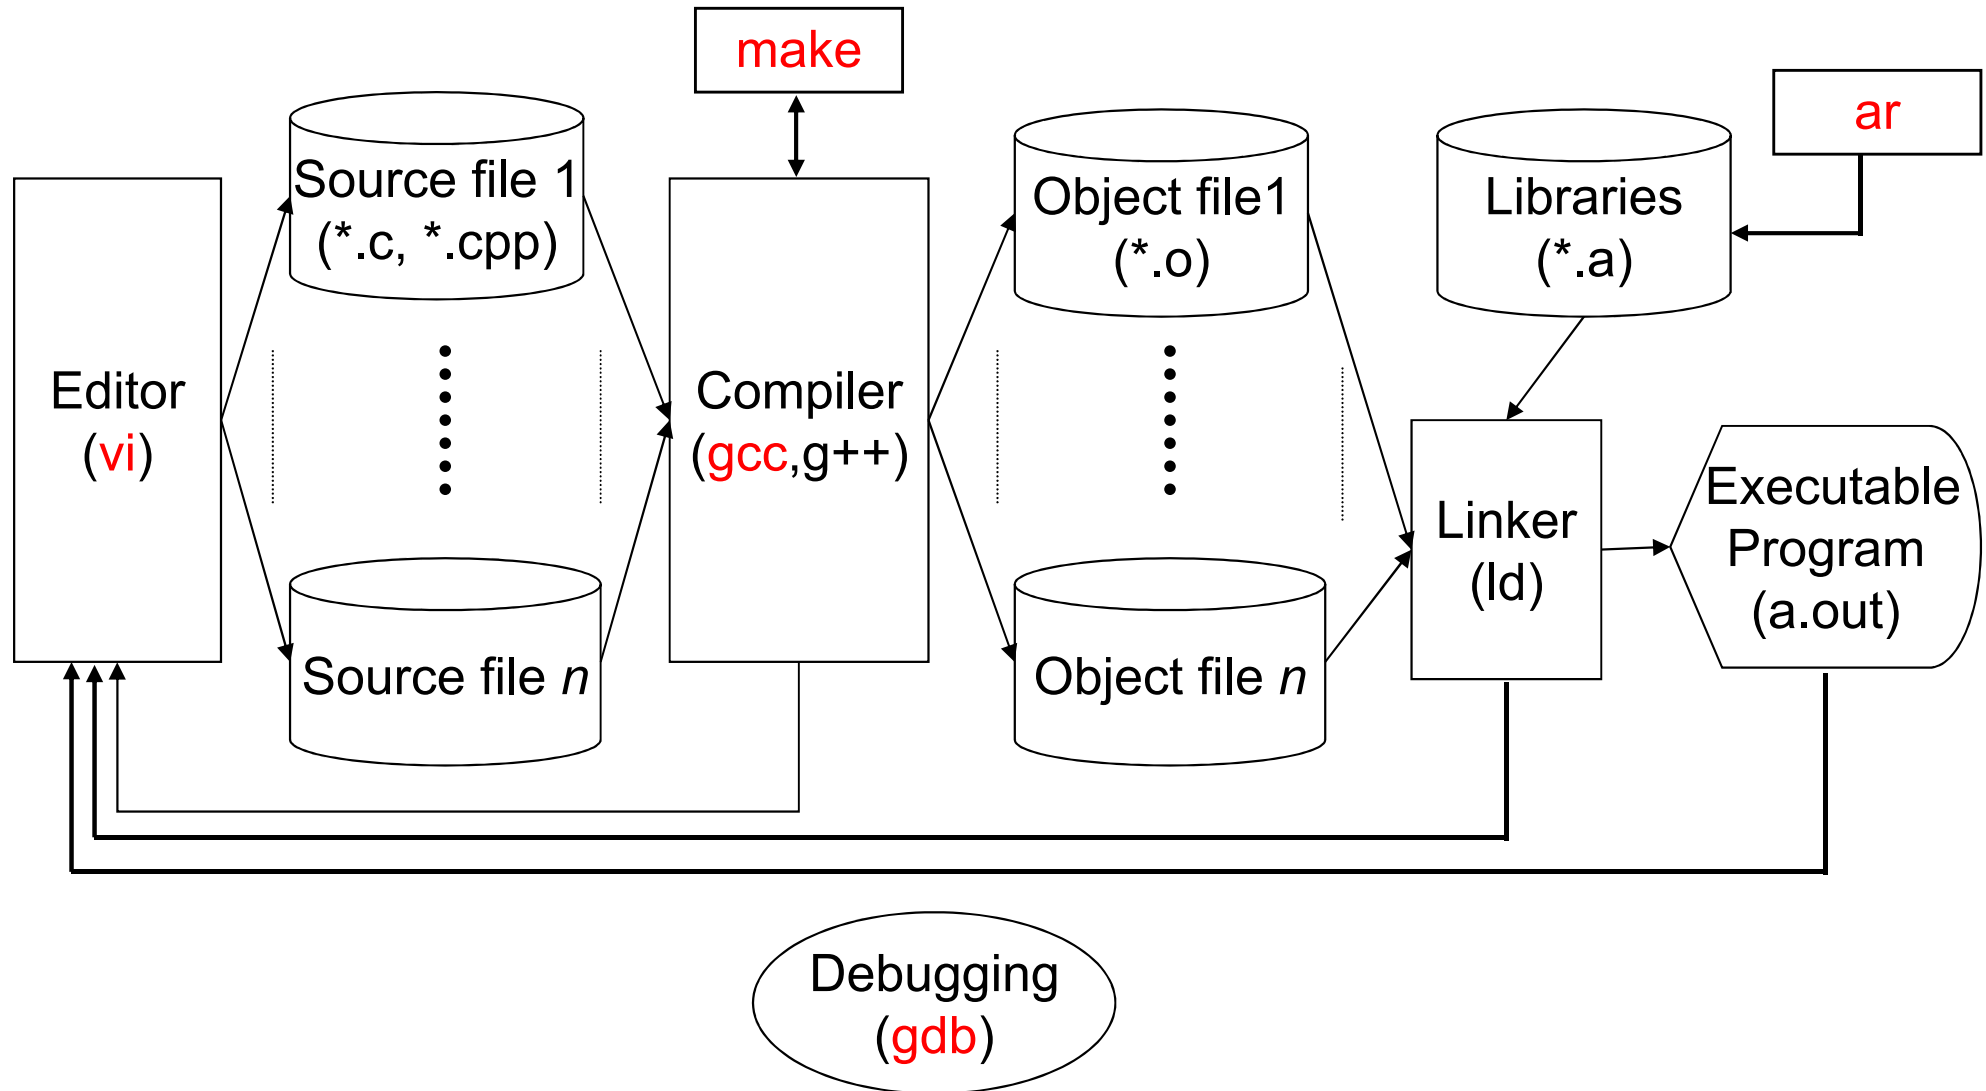 make
ar
Source file 1
(*.c, *.cpp)
Object file1
(*.o)
Libraries
(*.a)
Editor
(vi)
Compiler
(gcc,g++)
Linker
(ld)
Executable
Program
(a.out)
Source file n
Object file n
Debugging
(gdb)